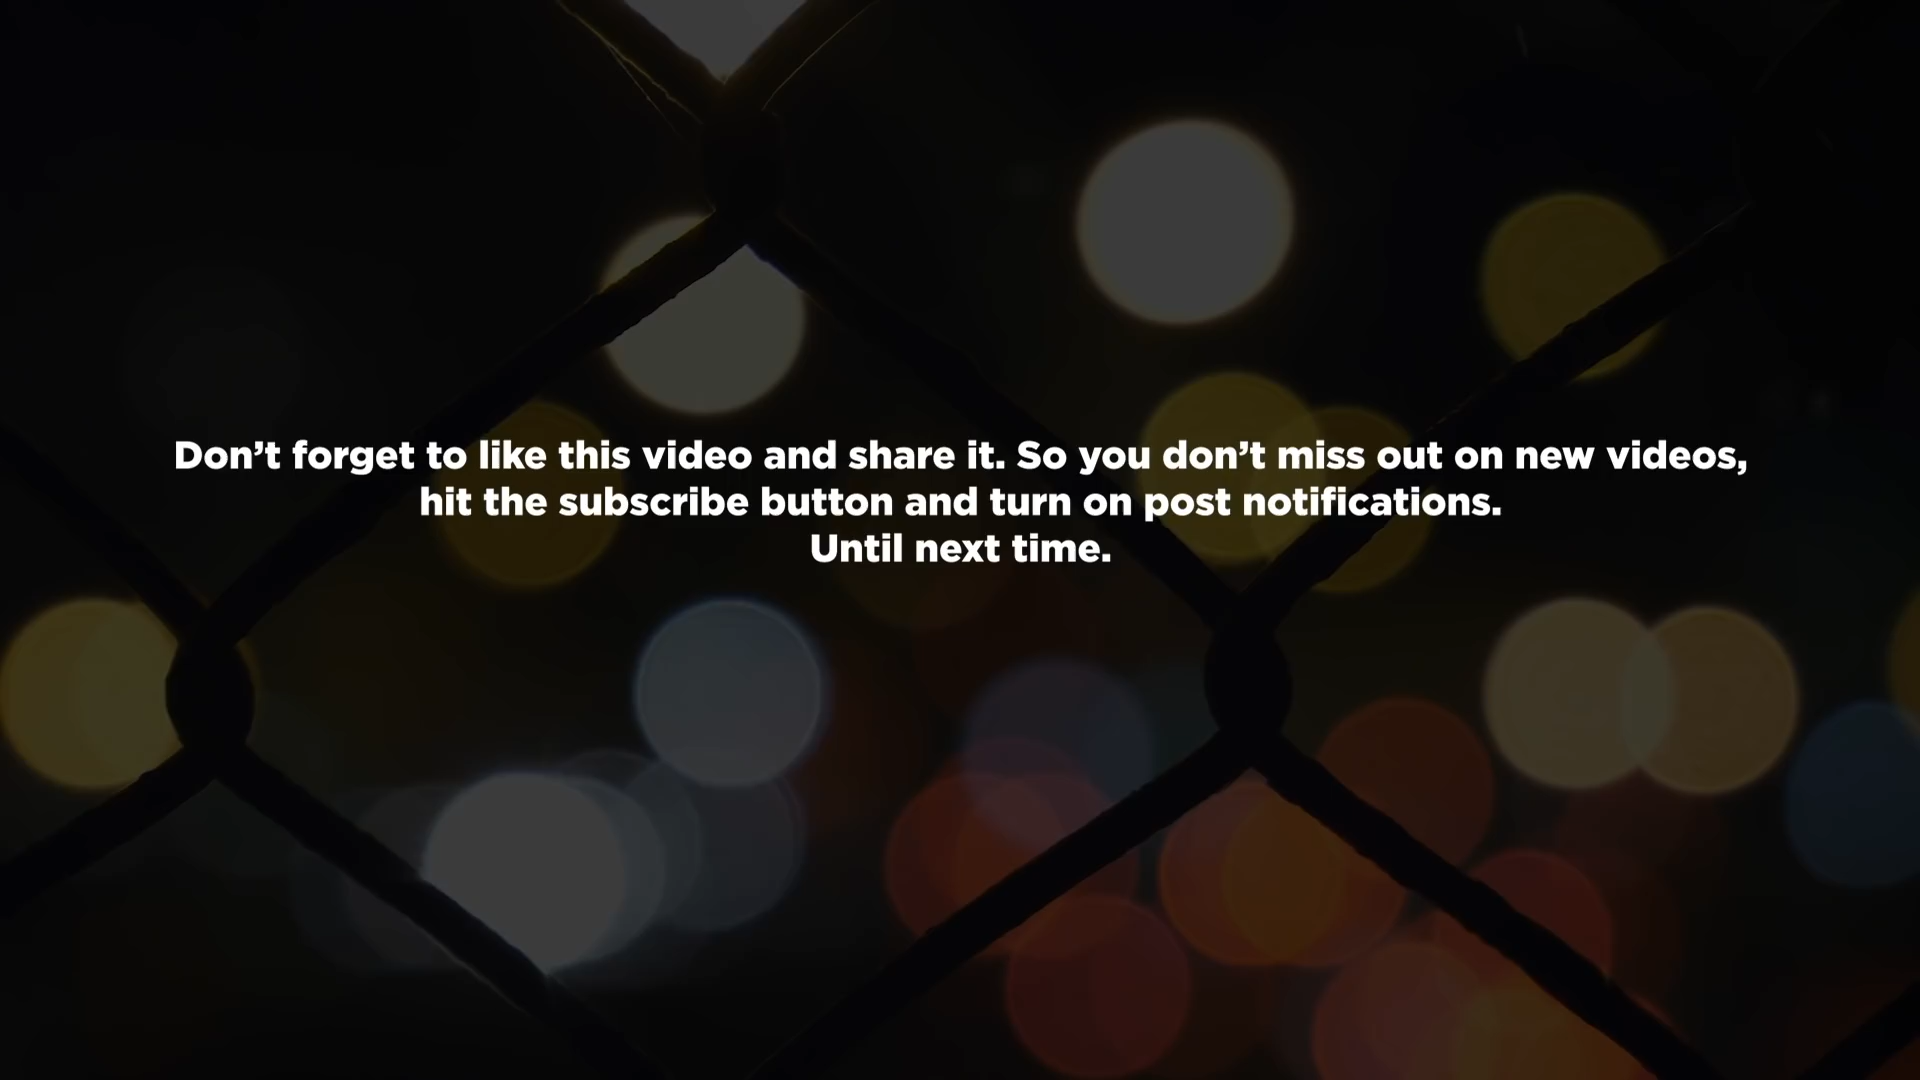 Don’t forget to like this video and share it. So you don’t miss out on new videos,
hit the subscribe button and turn on post notifications.
Until next time.